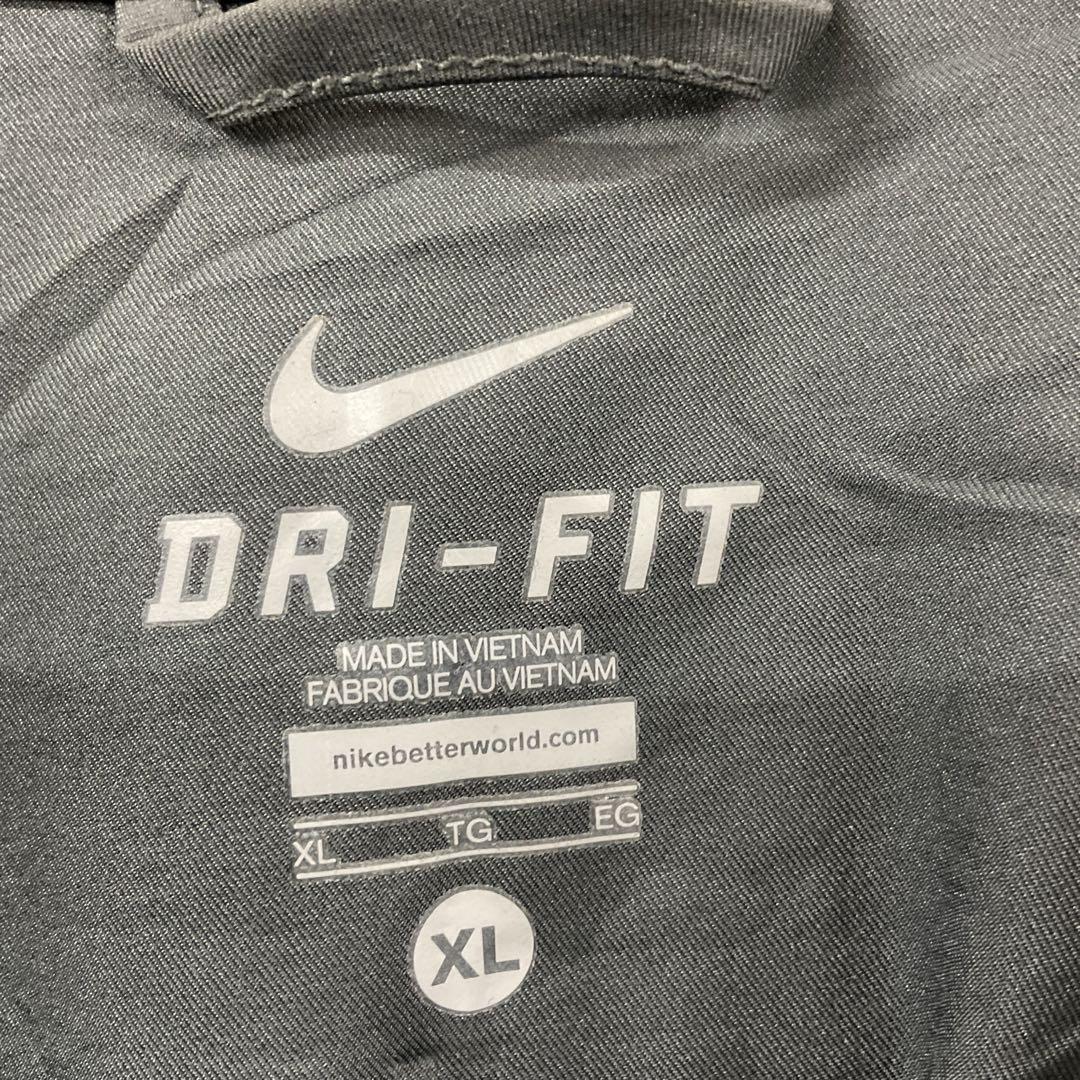 DRI-FIT
MADE IN VIETNAM
FABRIQUE AU VIETNAM
nikebetterworld.com
XL TG EG
XL